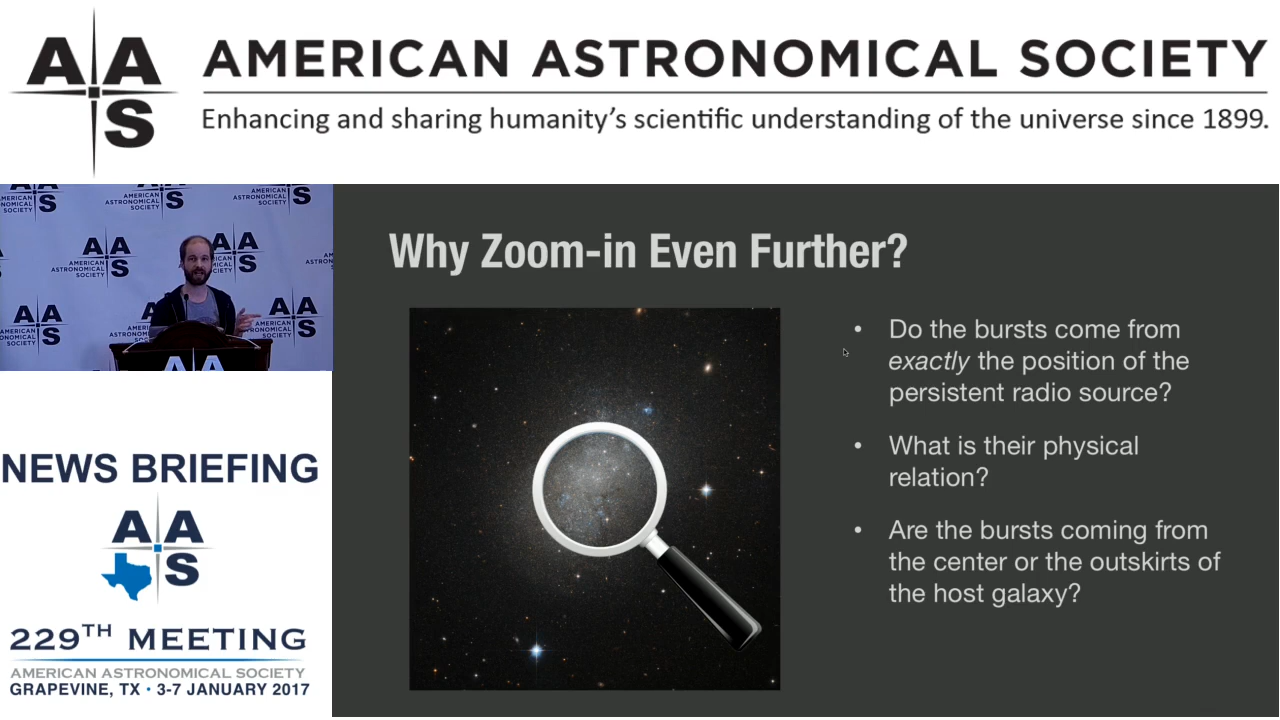 AAS
AMERICAN ASTRONOMICAL SOCIETY
Enhancing and sharing humanity's scientific understanding of the universe since 1899.
AMERICAN
ASTRONOMICAL
SOCIETY
Why Zoom-in Even Further?
• Do the bursts come from
exactly the position of the
persistent radio source?
• What is their physical
relation?
• Are the bursts coming from
the center or the outskirts of
the host galaxy?
NEWS BRIEFING
AAS
229TH MEETING
AMERICAN ASTRONOMICAL SOCIETY
GRAPEVINE, TX • 3-7 JANUARY 2017